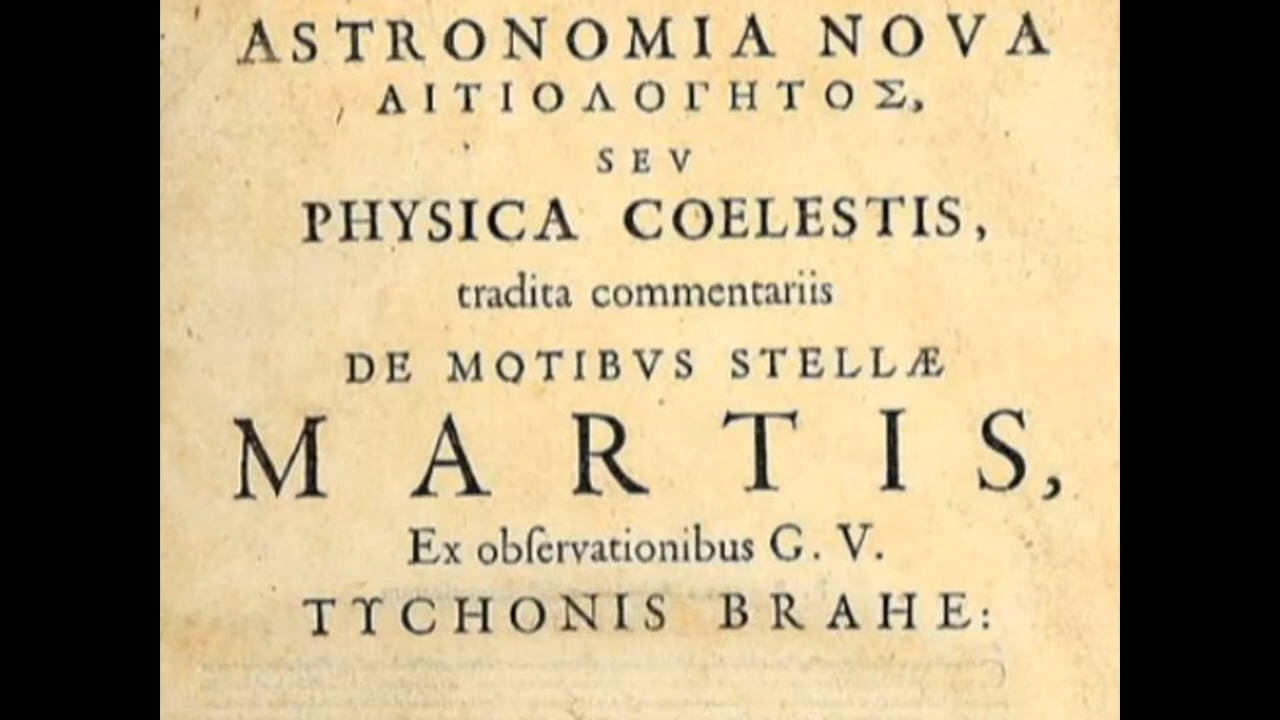 ASTRONOMIA NOVA
ΑΙΤΙΟΛΟΓΗΤΟΣ,
SEV
PHYSICA COELESTIS,
tradita commentariis
DE MOTIBVS STELLÆ
MARTIS,
Ex obſervationibus G. V.
TYCHONIS BRAHE: